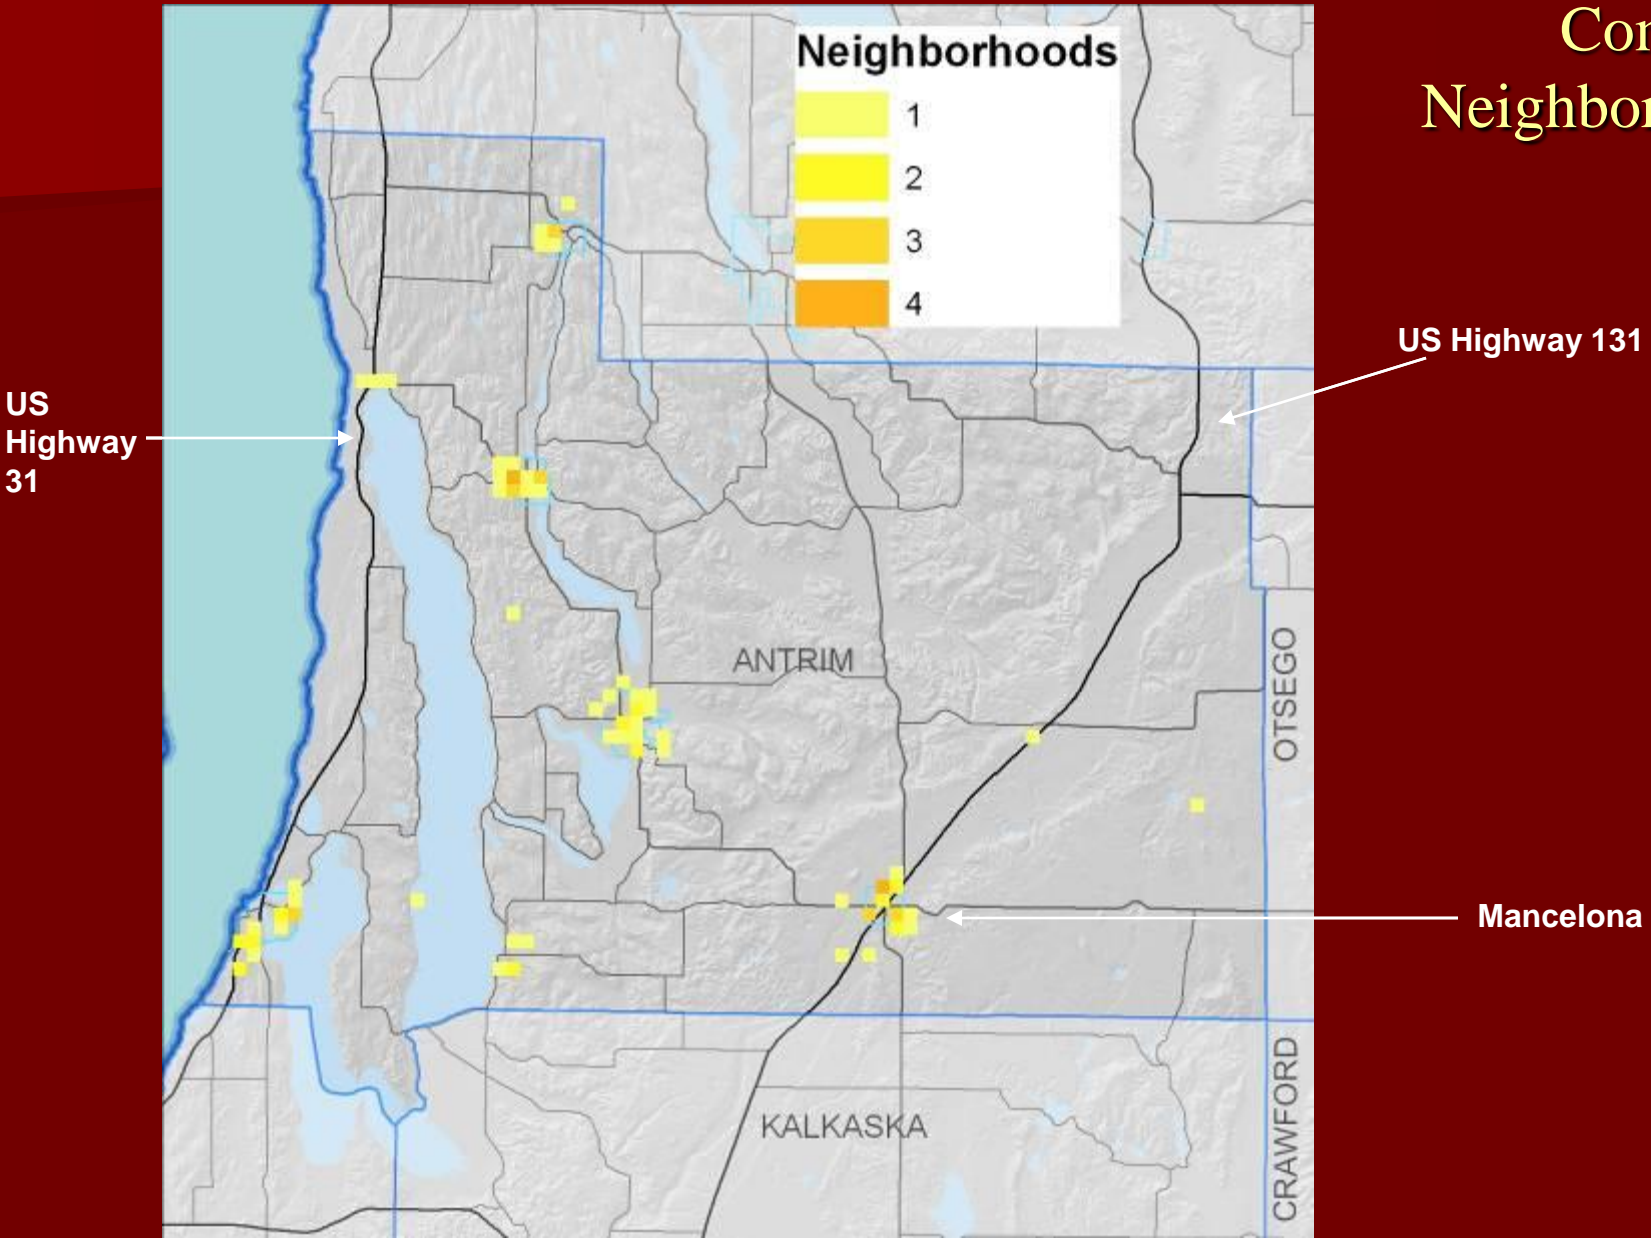 Neighborhoods
1
2
3
4
US Highway 131
US
Highway
31
ANTRIM
OTSEGO
Mancelona
KALKASKA
CRAWFORD